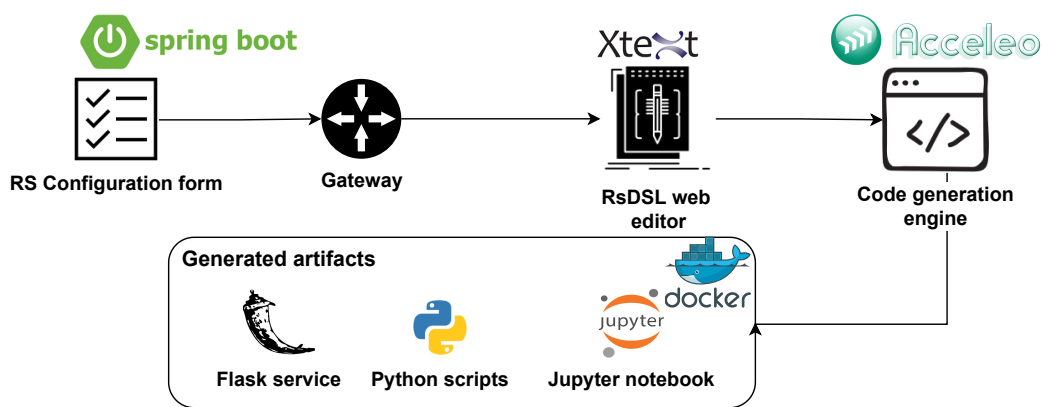 spring boot
Xtext
Acceleo
RS Configuration form
Gateway
RsDSL web
editor
Code generation
engine
Generated artifacts
docker
jupyter
Flask service
Python scripts
Jupyter notebook